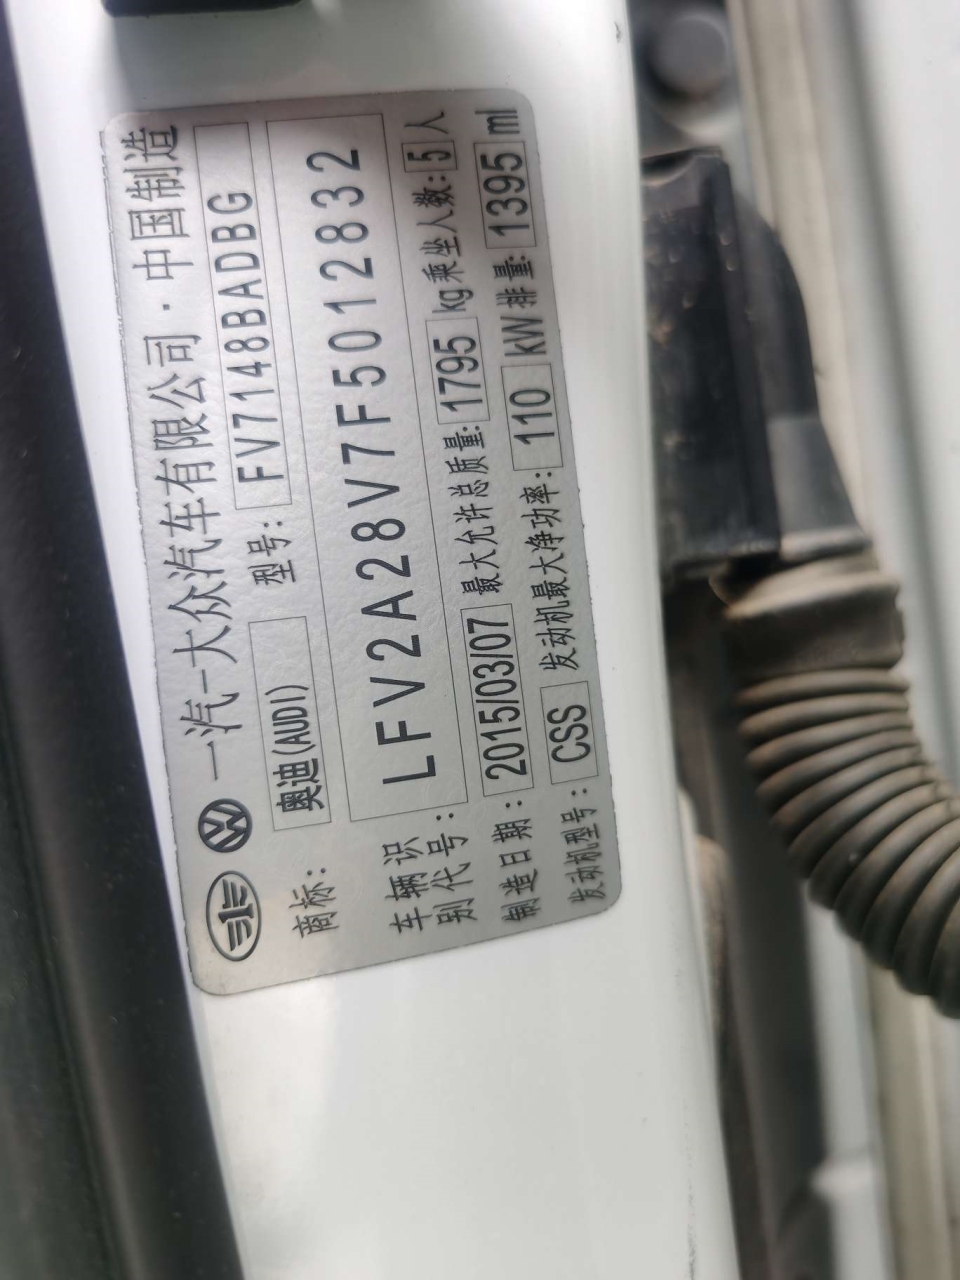 一汽-大众汽车有限公司·中国制造
商标: 奥迪(AUDI) 型号: FV7148BADBG
车辆识别代号: LFV2A28V7F5012832
制造日期: 2015/03/07 最大允许总质量: 1795 kg 乘坐人数: 5 人
发动机型号: CSS 发动机最大净功率: 110 kW 排量: 1395 ml